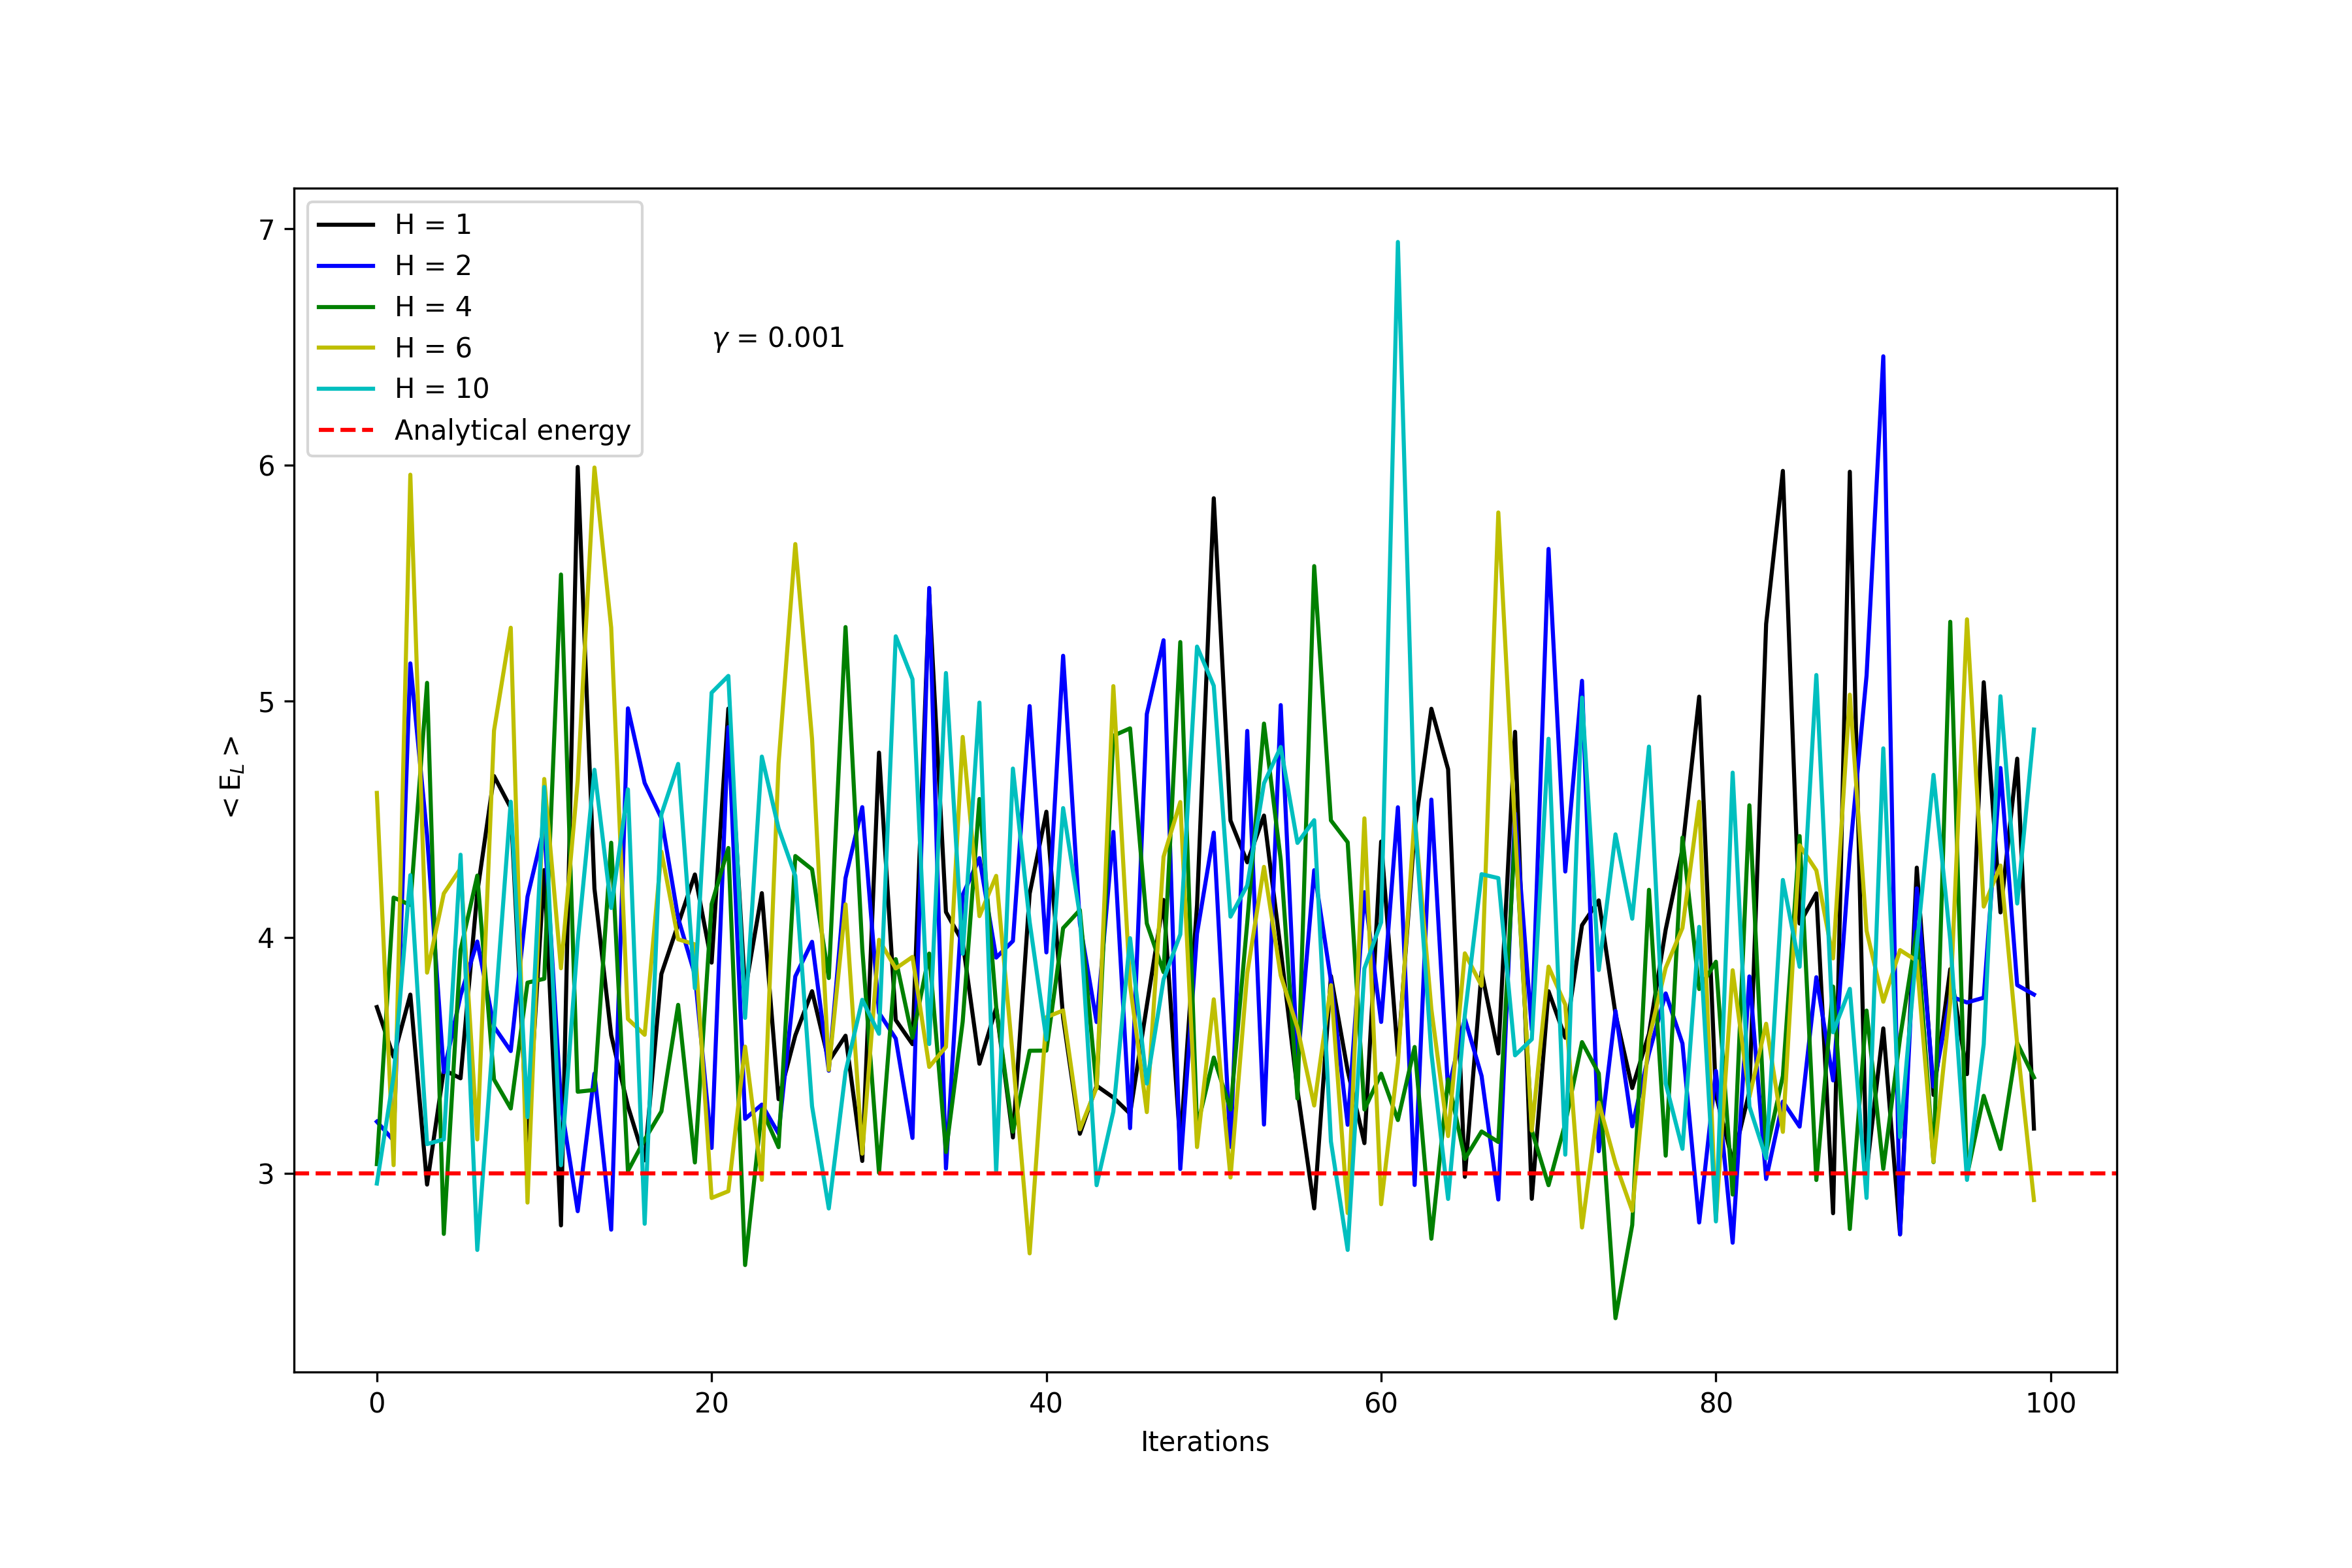 7
6
5
4
3
< E_L >
H = 1
H = 2
H = 4
H = 6
H = 10
Analytical energy
γ = 0.001
0 20 40 60 80 100
Iterations